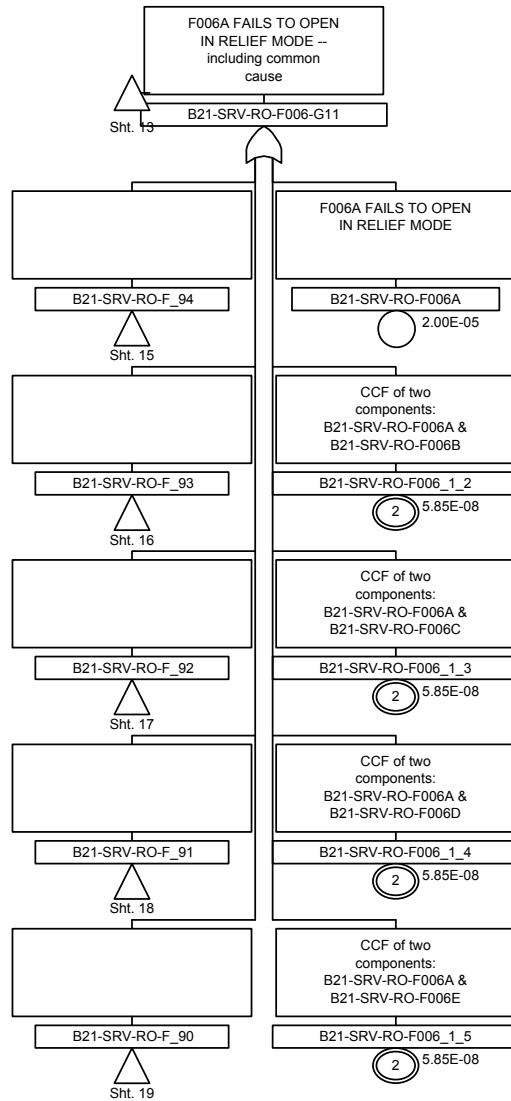 F006A FAILS TO OPEN
IN RELIEF MODE --
including common
cause
Sht. 13
B21-SRV-RO-F006-G11
F006A FAILS TO OPEN
IN RELIEF MODE
B21-SRV-RO-F_94
B21-SRV-RO-F006A
2.00E-05
Sht. 15
CCF of two
components:
B21-SRV-RO-F006A &
B21-SRV-RO-F006B
B21-SRV-RO-F_93
B21-SRV-RO-F006_1_2
2
5.85E-08
Sht. 16
CCF of two
components:
B21-SRV-RO-F006A &
B21-SRV-RO-F006C
B21-SRV-RO-F_92
B21-SRV-RO-F006_1_3
2
5.85E-08
Sht. 17
CCF of two
components:
B21-SRV-RO-F006A &
B21-SRV-RO-F006D
B21-SRV-RO-F_91
B21-SRV-RO-F006_1_4
2
5.85E-08
Sht. 18
CCF of two
components:
B21-SRV-RO-F006A &
B21-SRV-RO-F006E
B21-SRV-RO-F_90
B21-SRV-RO-F006_1_5
2
5.85E-08
Sht. 19